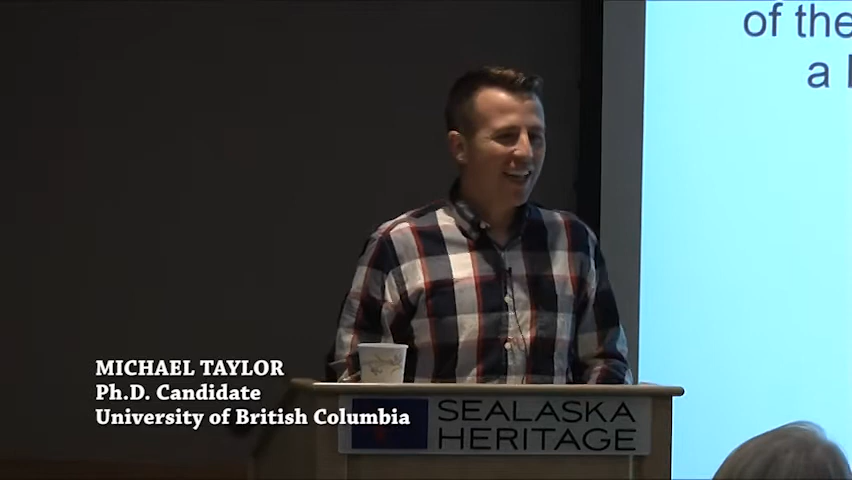 of the
a
MICHAEL TAYLOR
Ph.D. Candidate
University of British Columbia
SEALASKA
HERITAGE